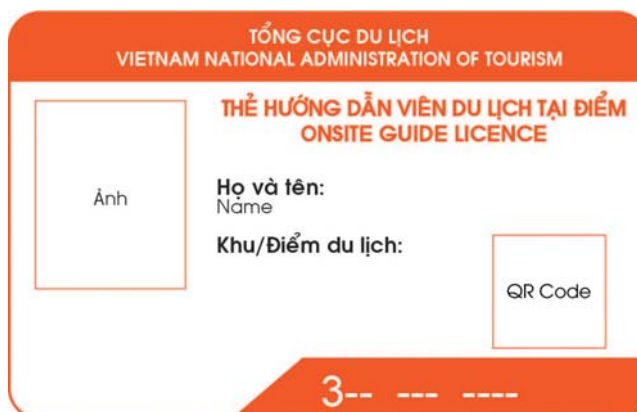 TỔNG CỤC DU LỊCH
VIETNAM NATIONAL ADMINISTRATION OF TOURISM
THẺ HƯỚNG DẪN VIÊN DU LỊCH TẠI ĐIỂM
ONSITE GUIDE LICENCE
Ảnh
Họ và tên:
Name
Khu/Điểm du lịch:
QR Code
3-- --- ----